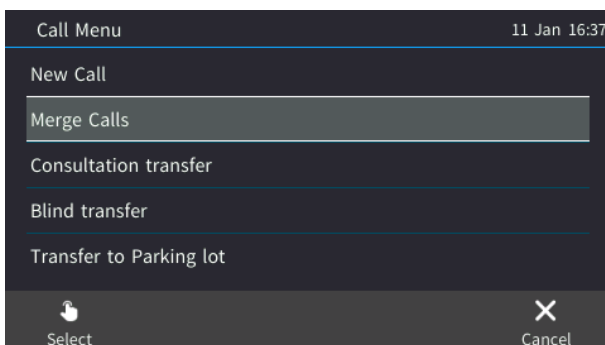 Call Menu 11 Jan 16:37
New Call
Merge Calls
Consultation transfer
Blind transfer
Transfer to Parking lot
Select Cancel